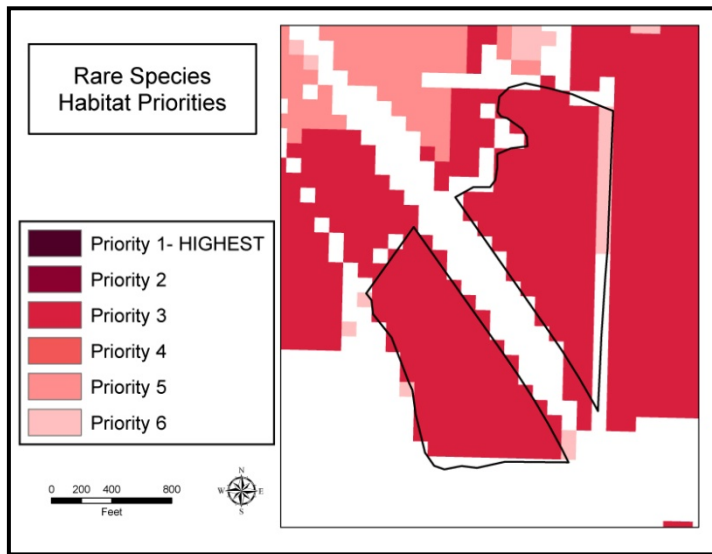 Rare Species
Habitat Priorities
Priority 1- HIGHEST
Priority 2
Priority 3
Priority 4
Priority 5
Priority 6
0 200 400 800
Feet
N
W E
S